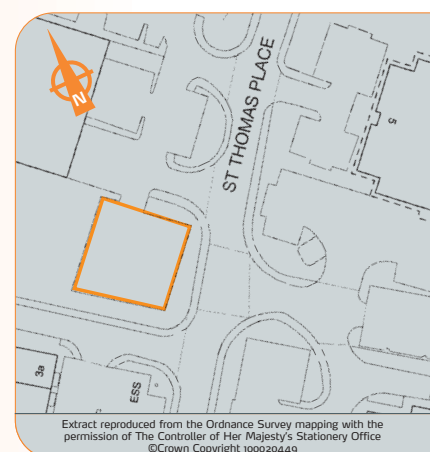 N
ST THOMAS PLACE
5
3a
ESS
Extract reproduced from the Ordnance Survey mapping with the
permission of The Controller of Her Majesty's Stationery Office
©Crown Copyright 100020449